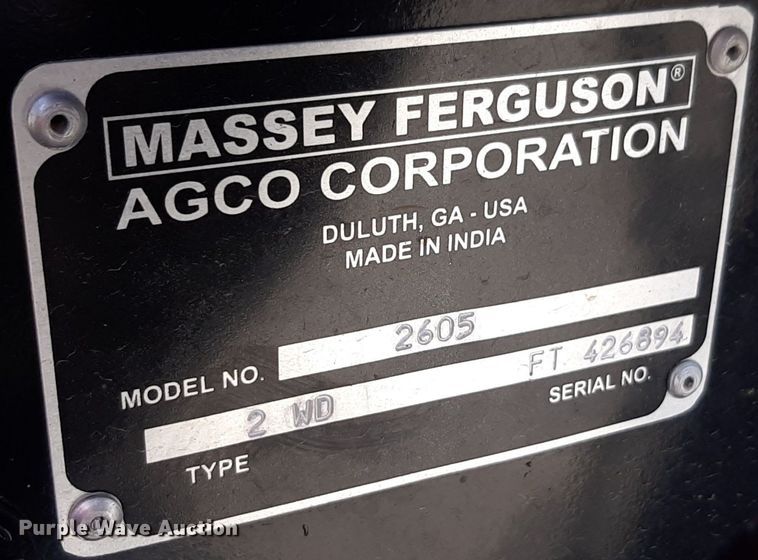 MASSEY FERGUSON®
AGCO CORPORATION
DULUTH, GA - USA
MADE IN INDIA
MODEL NO. 2605
2 WD FT 426894
TYPE SERIAL NO.
Purple Wave Auction